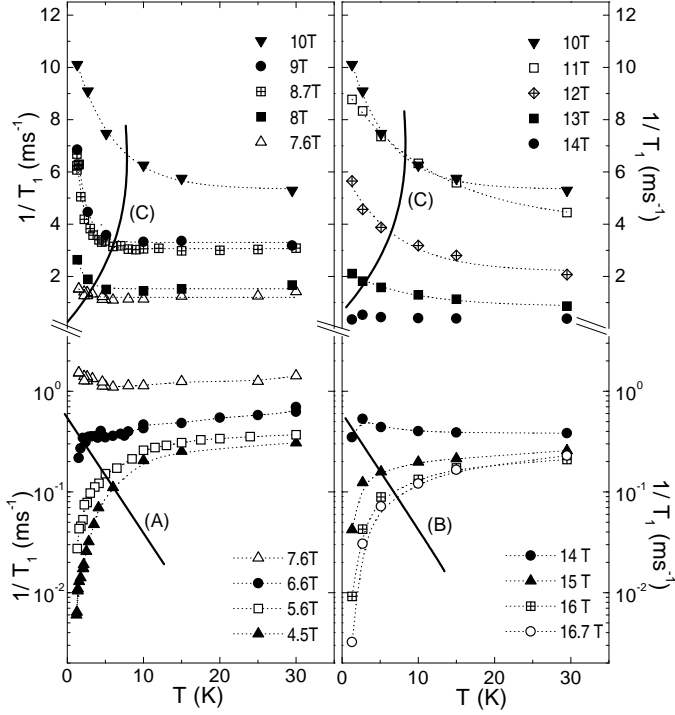 12
10
8
6
4
2
10T
9T
8.7T
8T
7.6T
(C)
1/ T1 (ms-1)
10T
11T
12T
13T
14T
(C)
12
10
8
6
4
2
1/ T1 (ms-1)
10^0
10^-1
10^-2
1/ T1 (ms-1)
(A)
7.6T
6.6T
5.6T
4.5T
0 10 20 30
T (K)
(B)
14 T
15 T
16 T
16.7 T
10^0
10^-1
10^-2
1/ T1 (ms-1)
0 10 20 30
T (K)